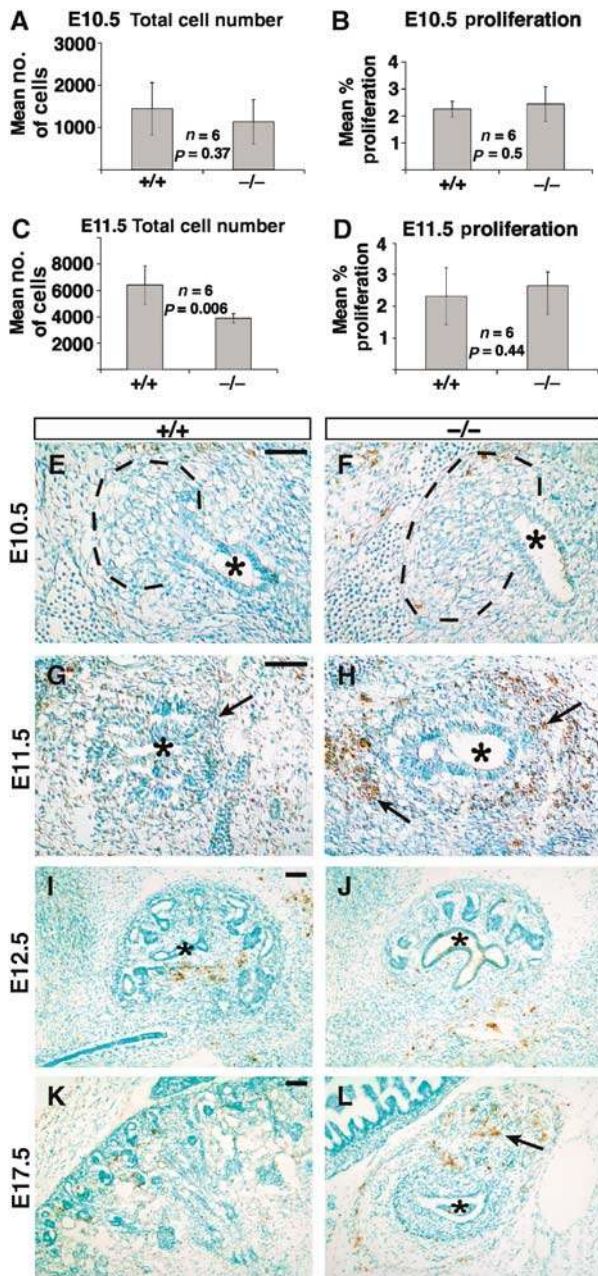 A E10.5 Total cell number
Mean no. of cells
3000
2000
1000
n = 6
P = 0.37
+/+ –/–
B E10.5 proliferation
Mean % proliferation
4
3
2
1
n = 6
P = 0.5
+/+ –/–
C E11.5 Total cell number
Mean no. of cells
8000
6000
4000
2000
n = 6
P = 0.006
+/+ –/–
D E11.5 proliferation
Mean % proliferation
4
3
2
1
n = 6
P = 0.44
+/+ –/–
+/+ –/–
E10.5
E * F *
E11.5
G * H *
E12.5
I * J *
E17.5
K L *